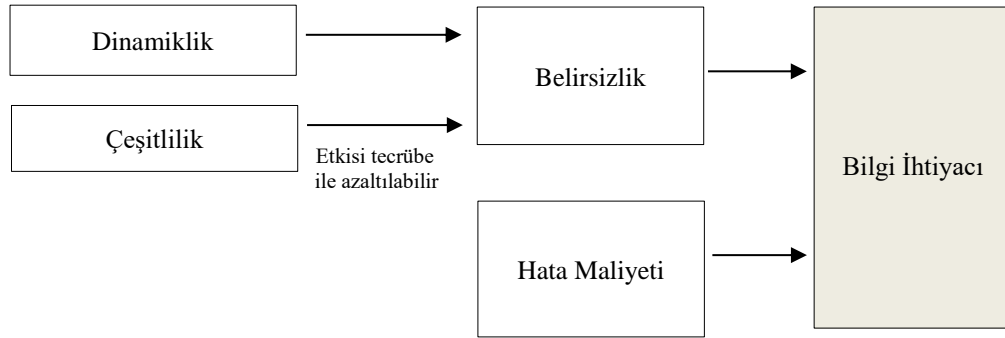 Dinamiklik
Çeşitlilik
Etkisi tecrübe
ile azaltılabilir
Belirsizlik
Hata Maliyeti
Bilgi İhtiyacı